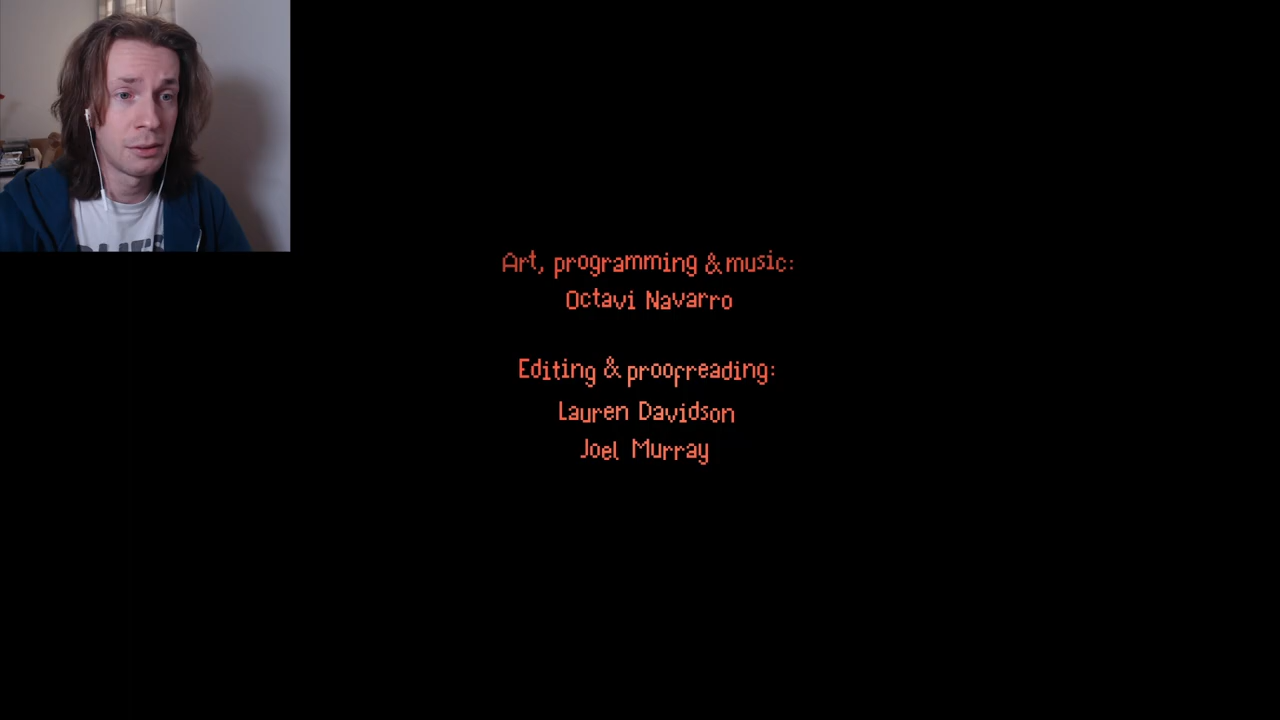 Art, programming & music:
Octavi Navarro
Editing & proofreading:
Lauren Davidson
Joel Murray